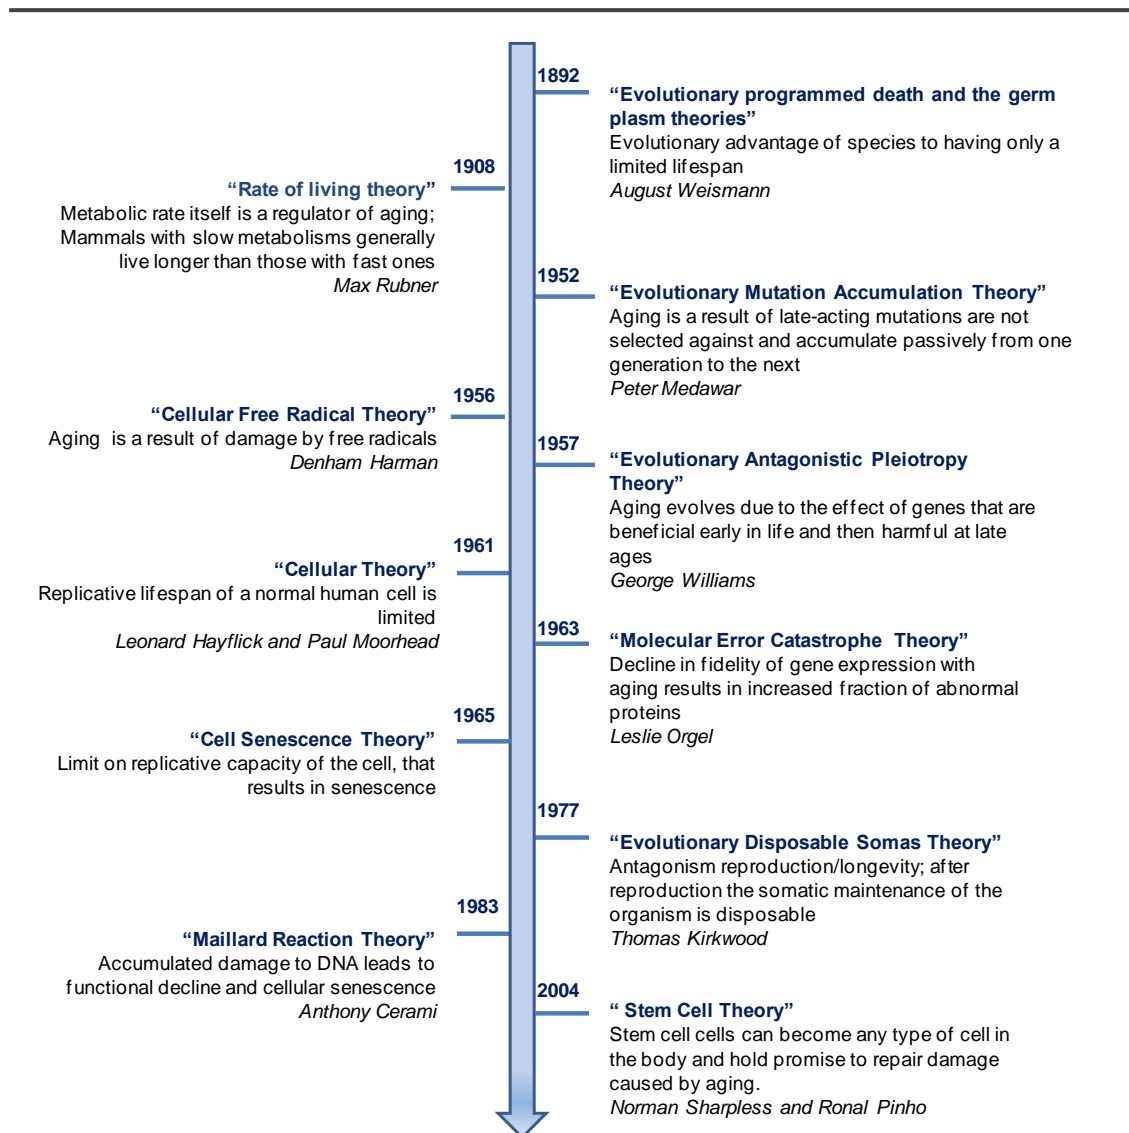 1892
“Evolutionary programmed death and the germ
plasm theories”
Evolutionary advantage of species to having only a
limited lifespan
August Weismann
1908
“Rate of living theory”
Metabolic rate itself is a regulator of aging;
Mammals with slow metabolisms generally
live longer than those with fast ones
Max Rubner
1952
“Evolutionary Mutation Accumulation Theory”
Aging is a result of late-acting mutations are not
selected against and accumulate passively from one
generation to the next
Peter Medawar
1956
“Cellular Free Radical Theory”
Aging is a result of damage by free radicals
Denham Harman
1957
“Evolutionary Antagonistic Pleiotropy
Theory”
Aging evolves due to the effect of genes that are
beneficial early in life and then harmful at late
ages
George Williams
1961
“Cellular Theory”
Replicative lifespan of a normal human cell is
limited
Leonard Hayflick and Paul Moorhead
1963
“Molecular Error Catastrophe Theory”
Decline in fidelity of gene expression with
aging results in increased fraction of abnormal
proteins
Leslie Orgel
1965
“Cell Senescence Theory”
Limit on replicative capacity of the cell, that
results in senescence
1977
“Evolutionary Disposable Somas Theory”
Antagonism reproduction/longevity; after
reproduction the somatic maintenance of the
organism is disposable
Thomas Kirkwood
1983
“Maillard Reaction Theory”
Accumulated damage to DNA leads to
functional decline and cellular senescence
Anthony Cerami
2004
“ Stem Cell Theory”
Stem cell cells can become any type of cell in
the body and hold promise to repair damage
caused by aging.
Norman Sharpless and Ronal Pinho